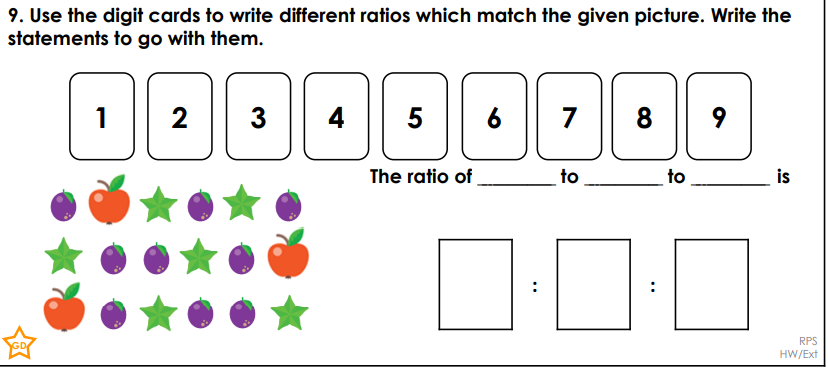 9. Use the digit cards to write different ratios which match the given picture. Write the
statements to go with them.
1 2 3 4 5 6 7 8 9
The ratio of ________ to ________ to ________ is
: :
GD
RPS
HW/Ext